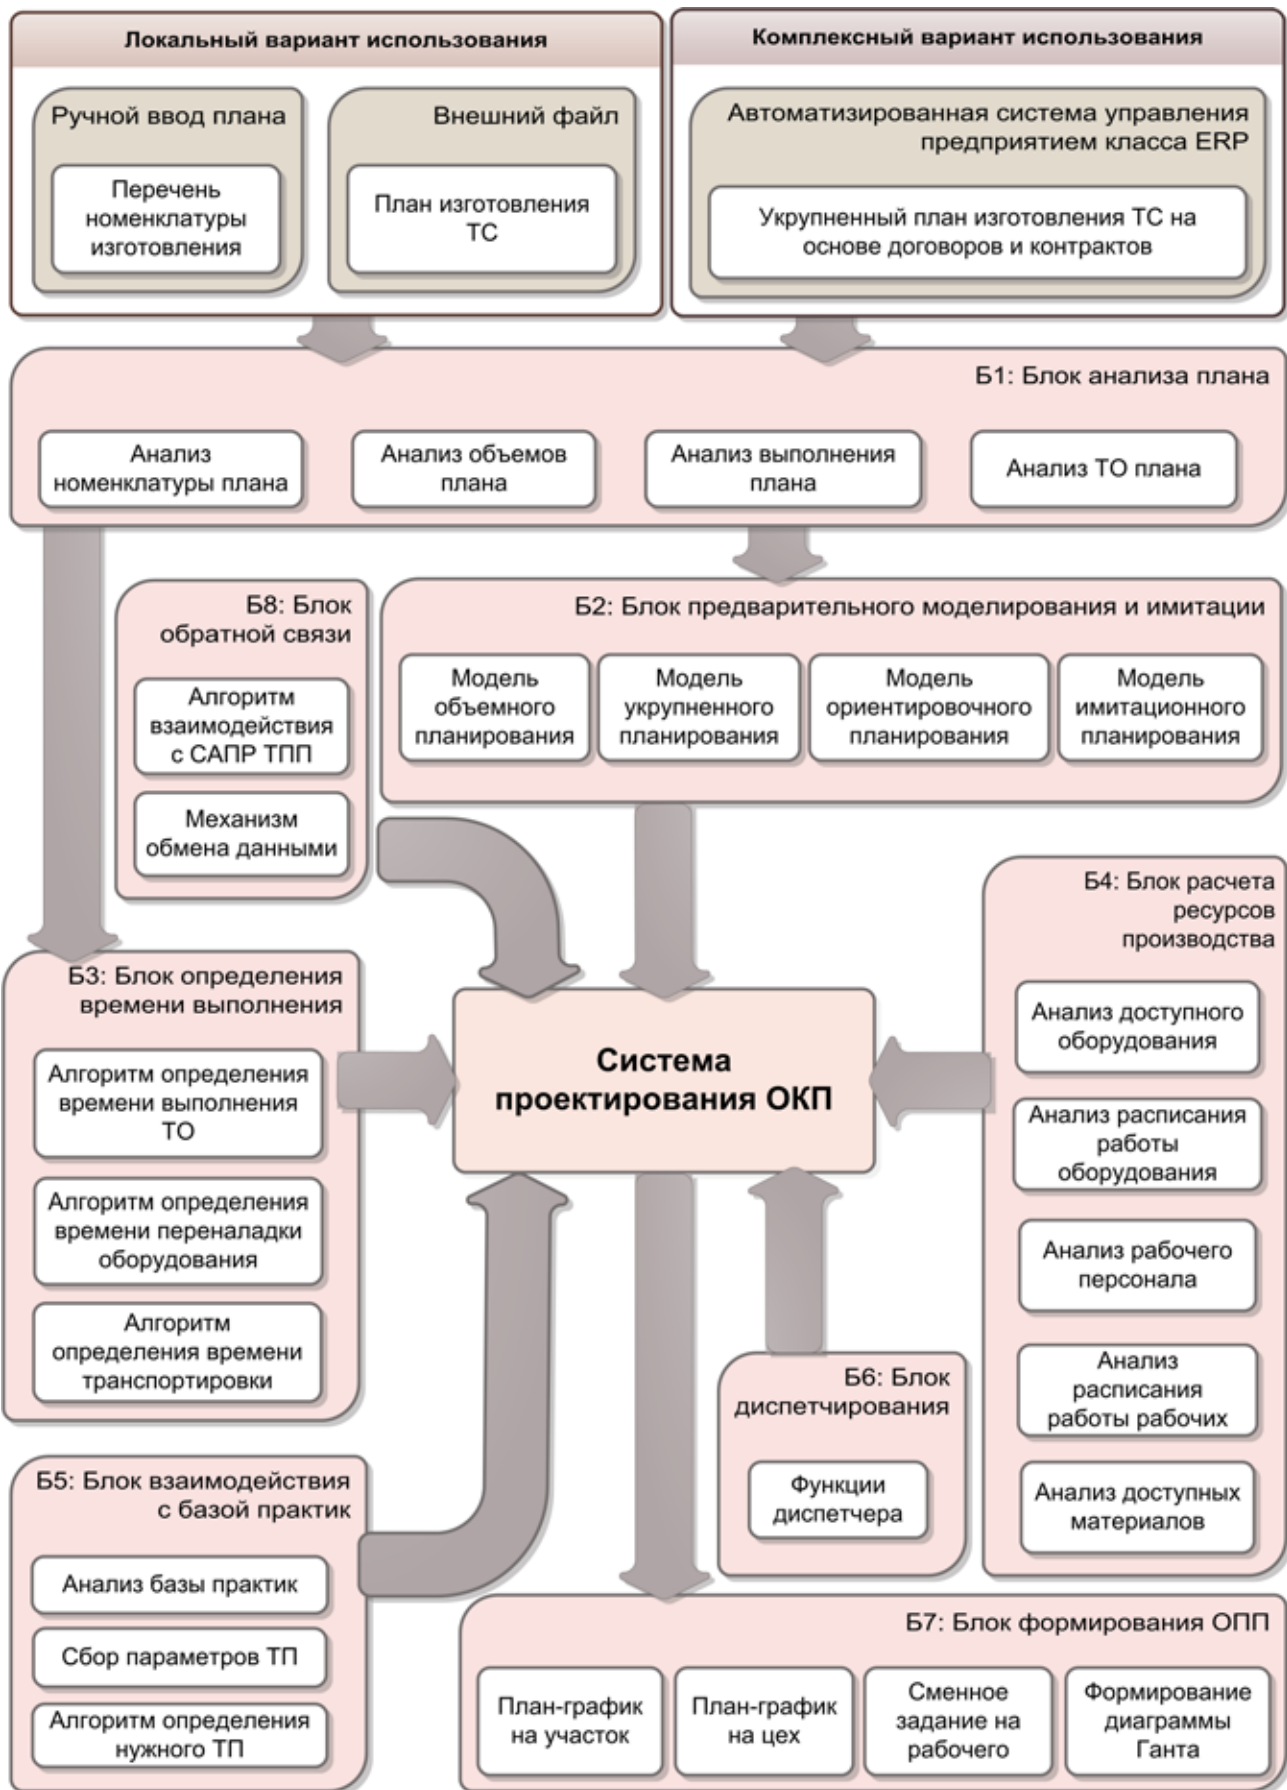 Локальный вариант использования
Комплексный вариант использования
Ручной ввод плана
Перечень
номенклатуры
изготовления
Внешний файл
План изготовления
ТС
Автоматизированная система управления
предприятием класса ERP
Укрупненный план изготовления ТС на
основе договоров и контрактов
Б1: Блок анализа плана
Анализ
номенклатуры плана
Анализ объемов
плана
Анализ выполнения
плана
Анализ ТО плана
Б8: Блок
обратной связи
Алгоритм
взаимодействия
с САПР ТПП
Механизм
обмена данными
Б2: Блок предварительного моделирования и имитации
Модель
объемного
планирования
Модель
укрупненного
планирования
Модель
ориентировочного
планирования
Модель
имитационного
планирования
Б3: Блок определения
времени выполнения
Алгоритм определения
времени выполнения
ТО
Алгоритм определения
времени переналадки
оборудования
Алгоритм
определения времени
транспортировки
Система
проектирования ОКП
Б4: Блок расчета
ресурсов
производства
Анализ доступного
оборудования
Анализ расписания
работы
оборудования
Анализ рабочего
персонала
Анализ
расписания
работы рабочих
Анализ доступных
материалов
Б5: Блок взаимодействия
с базой практик
Анализ базы практик
Сбор параметров ТП
Алгоритм определения
нужного ТП
Б6: Блок
диспетчирования
Функции
диспетчера
Б7: Блок формирования ОПП
План-график
на участок
План-график
на цех
Сменное
задание на
рабочего
Формирование
диаграммы
Ганта